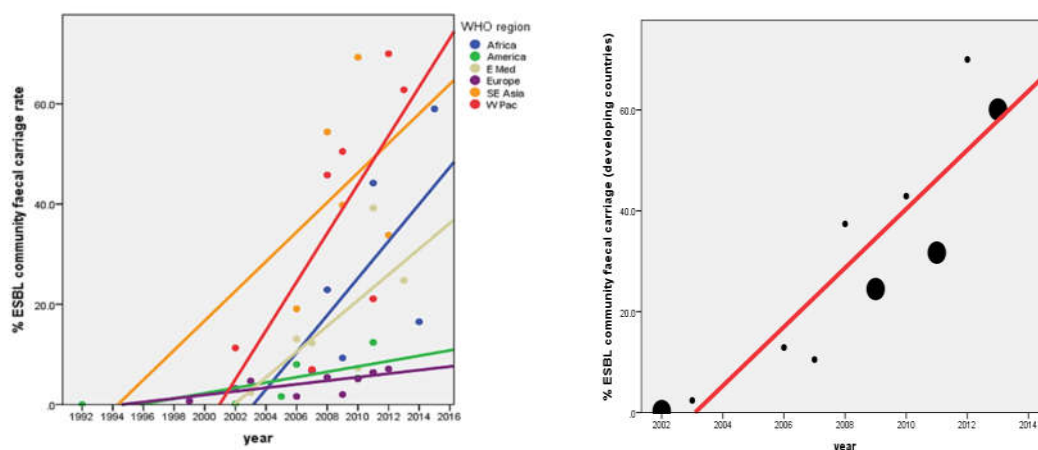 WHO region
Africa
America
E Med
Europe
SE Asia
W Pac
% ESBL community faecal carriage rate
60.0
40.0
20.0
.0
1992 1994 1996 1998 2000 2002 2004 2006 2008 2010 2012 2014 2016
year
% ESBL community faecal carriage (developing countries)
60.0
40.0
20.0
.0
2002 2004 2006 2008 2010 2012 2014
year